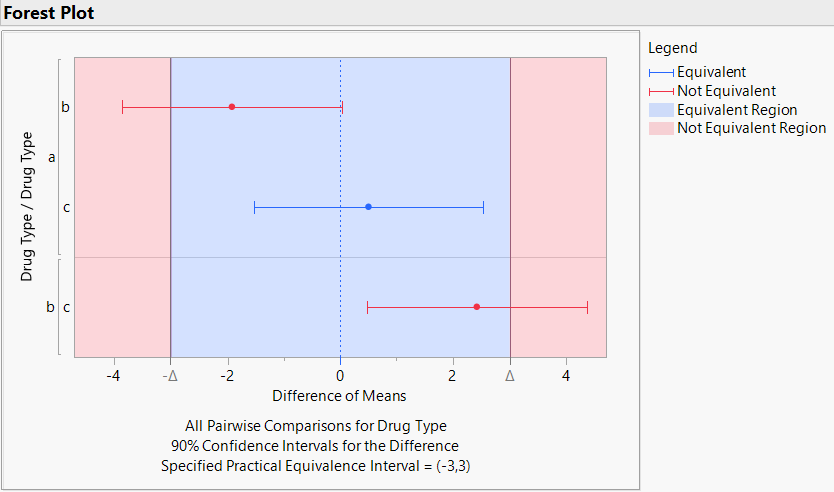 Forest Plot
Legend
Equivalent
Not Equivalent
Equivalent Region
Not Equivalent Region
Drug Type / Drug Type
b
a
c
b c
-4 -Δ -2 0 2 Δ 4
Difference of Means
All Pairwise Comparisons for Drug Type
90% Confidence Intervals for the Difference
Specified Practical Equivalence Interval = (-3,3)